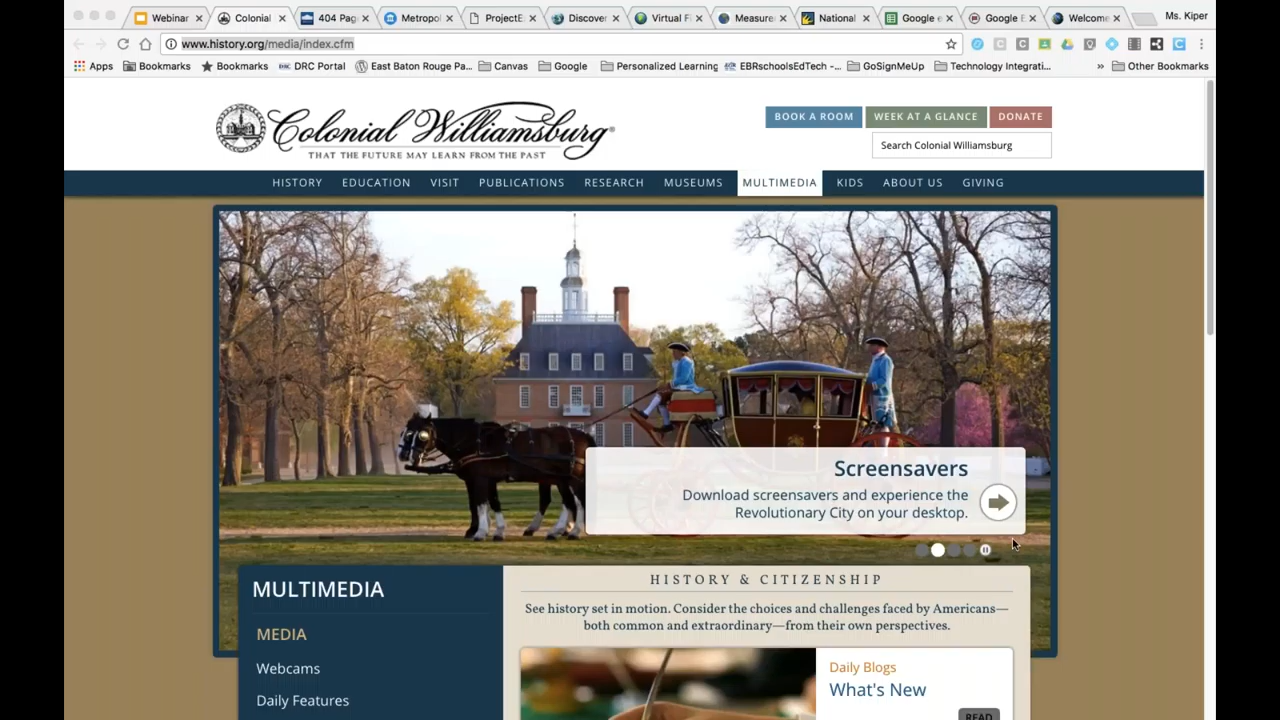 Webinar
Colonial
404 Pag
Metropol
ProjectE
Discover
Virtual Fi
Measure
National
Google e
Google E
Welcome
Ms. Kiper
www.history.org/media/index.cfm
Apps
Bookmarks
Bookmarks
DRC DRC Portal
East Baton Rouge Pa...
Canvas
Google
Personalized Learning
EBRschoolsEdTech -...
GoSignMeUp
Technology Integrati...
»
Other Bookmarks
Colonial Williamsburg®
THAT THE FUTURE MAY LEARN FROM THE PAST
BOOK A ROOM
WEEK AT A GLANCE
DONATE
Search Colonial Williamsburg
HISTORY EDUCATION VISIT PUBLICATIONS RESEARCH MUSEUMS MULTIMEDIA KIDS ABOUT US GIVING
Screensavers
Download screensavers and experience the
Revolutionary City on your desktop.
MULTIMEDIA
MEDIA
Webcams
Daily Features
HISTORY & CITIZENSHIP
See history set in motion. Consider the choices and challenges faced by Americans—
both common and extraordinary—from their own perspectives.
Daily Blogs
What's New
READ